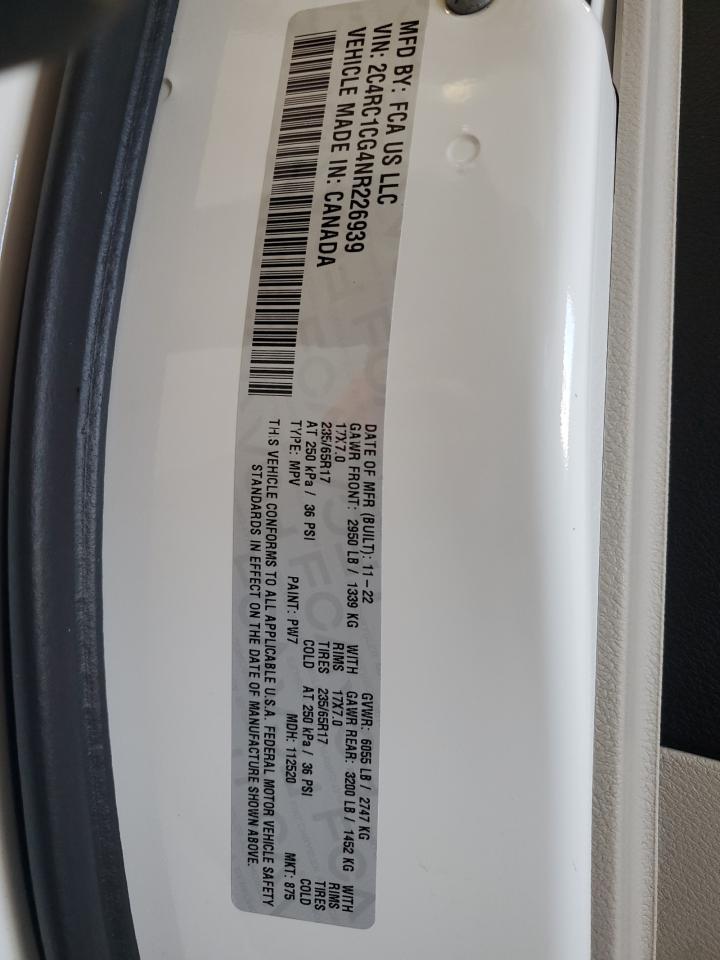 MFD BY: FCA US LLC
VIN: 2C4RC1CG4NR226939
VEHICLE MADE IN: CANADA
DATE OF MFR (BUILT): 11-22 GVWR: 6055 LB / 2747 KG
GAWR FRONT: 2950 LB / 1339 KG WITH GAWR REAR: 3200 LB / 1452 KG WITH
17X7.0 RIMS 17X7.0 RIMS
235/65R17 TIRES 235/65R17 TIRES
AT 250 kPa / 36 PSI COLD AT 250 kPa / 36 PSI COLD
TYPE: MPV PAINT: PW7 MDH: 112520 MKT: 875
THIS VEHICLE CONFORMS TO ALL APPLICABLE U.S.A. FEDERAL MOTOR VEHICLE SAFETY
STANDARDS IN EFFECT ON THE DATE OF MANUFACTURE SHOWN ABOVE.